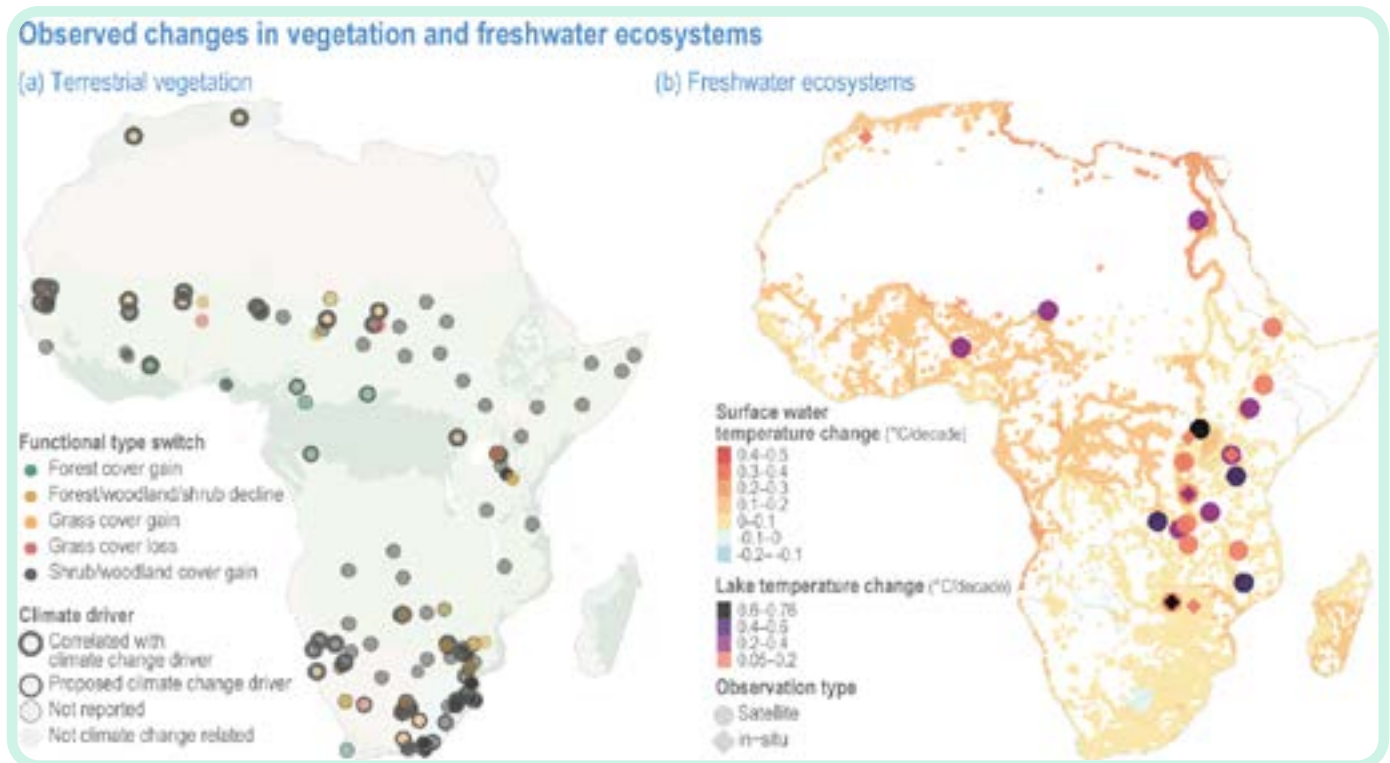 Observed changes in vegetation and freshwater ecosystems
(a) Terrestrial vegetation
(b) Freshwater ecosystems
Functional type switch
Forest cover gain
Forest/woodland/shrub decline
Grass cover gain
Grass cover loss
Shrub/woodland cover gain
Climate driver
Correlated with
climate change driver
Proposed climate change driver
Not reported
Not climate change related
Surface water
temperature change (°C/decade)
0.4–0.5
0.3–0.4
0.2–0.3
0.1–0.2
0–0.1
-0.1–0
-0.2– -0.1
Lake temperature change (°C/decade)
0.6–0.76
0.4–0.6
0.2–0.4
0.05–0.2
Observation type
Satellite
in-situ